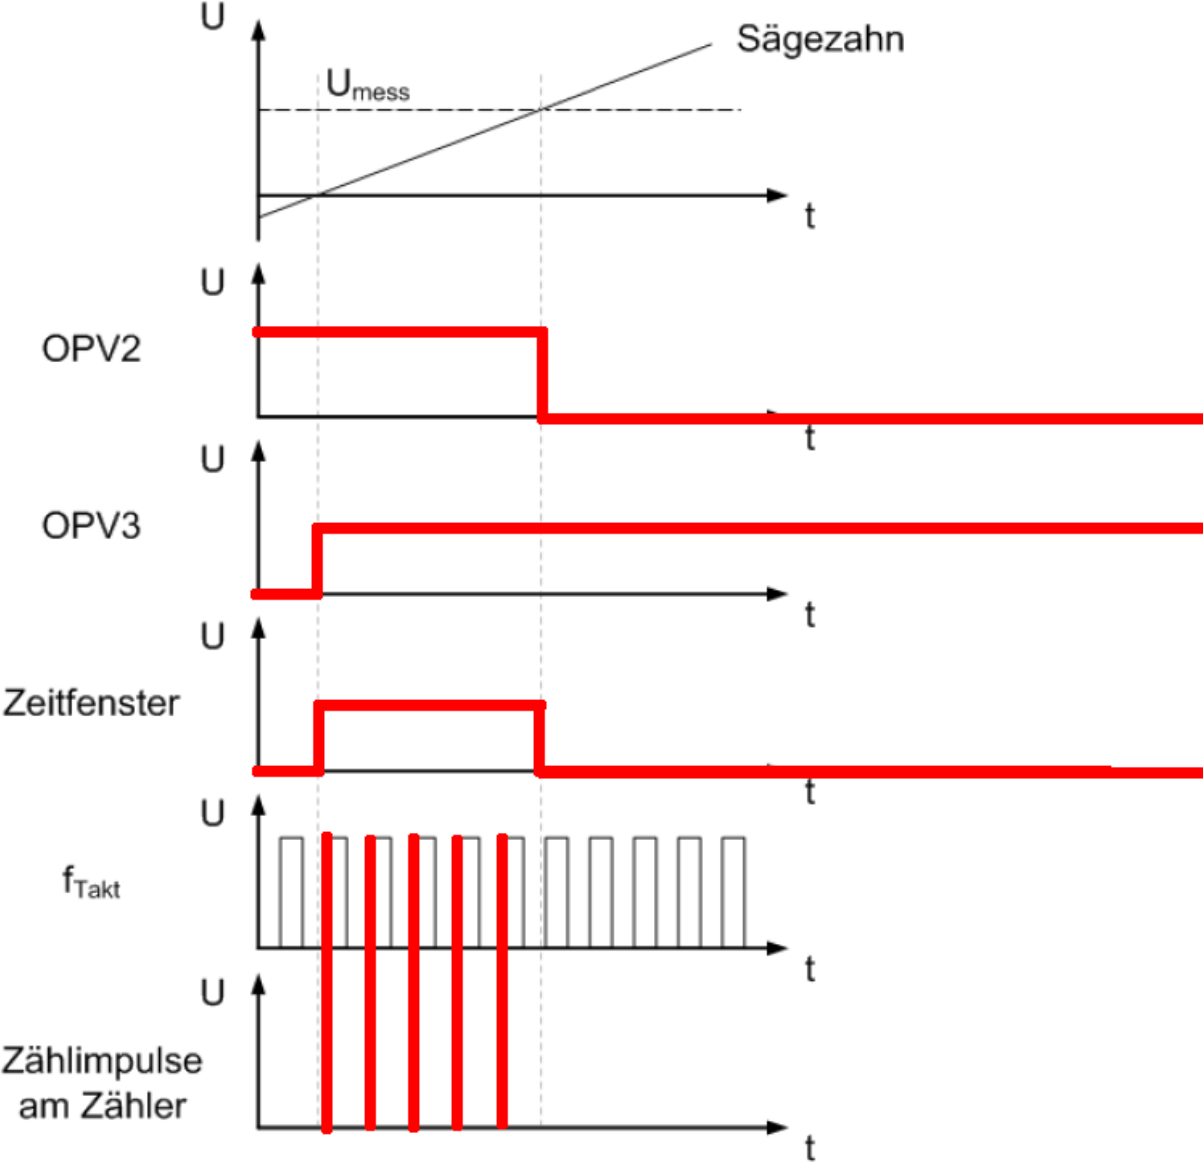 U
Sägezahn
Umess
t
U
OPV2
t
U
OPV3
t
U
Zeitfenster
t
U
fTakt
t
U
Zählimpulse
am Zähler
t